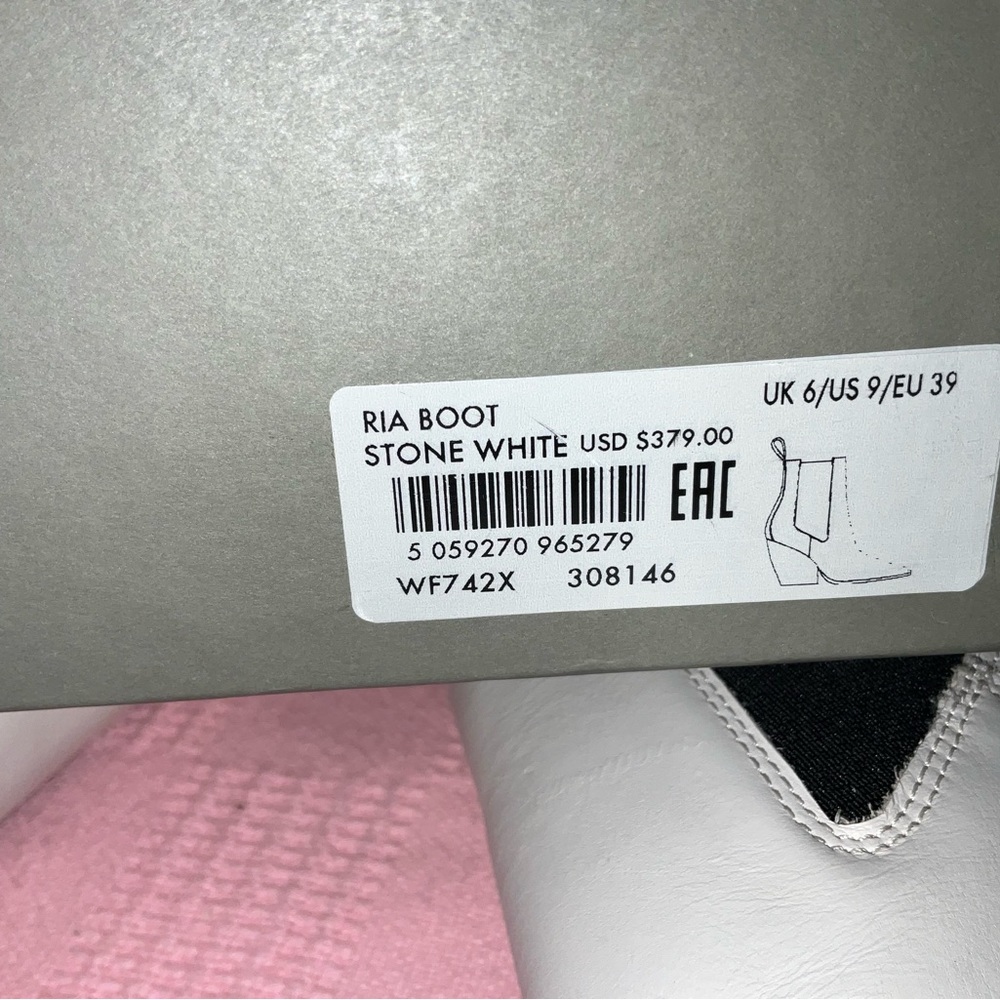 UK 6/US 9/EU 39
RIA BOOT
STONE WHITE USD $379.00
EAC
5 059270 965279
WF742X 308146